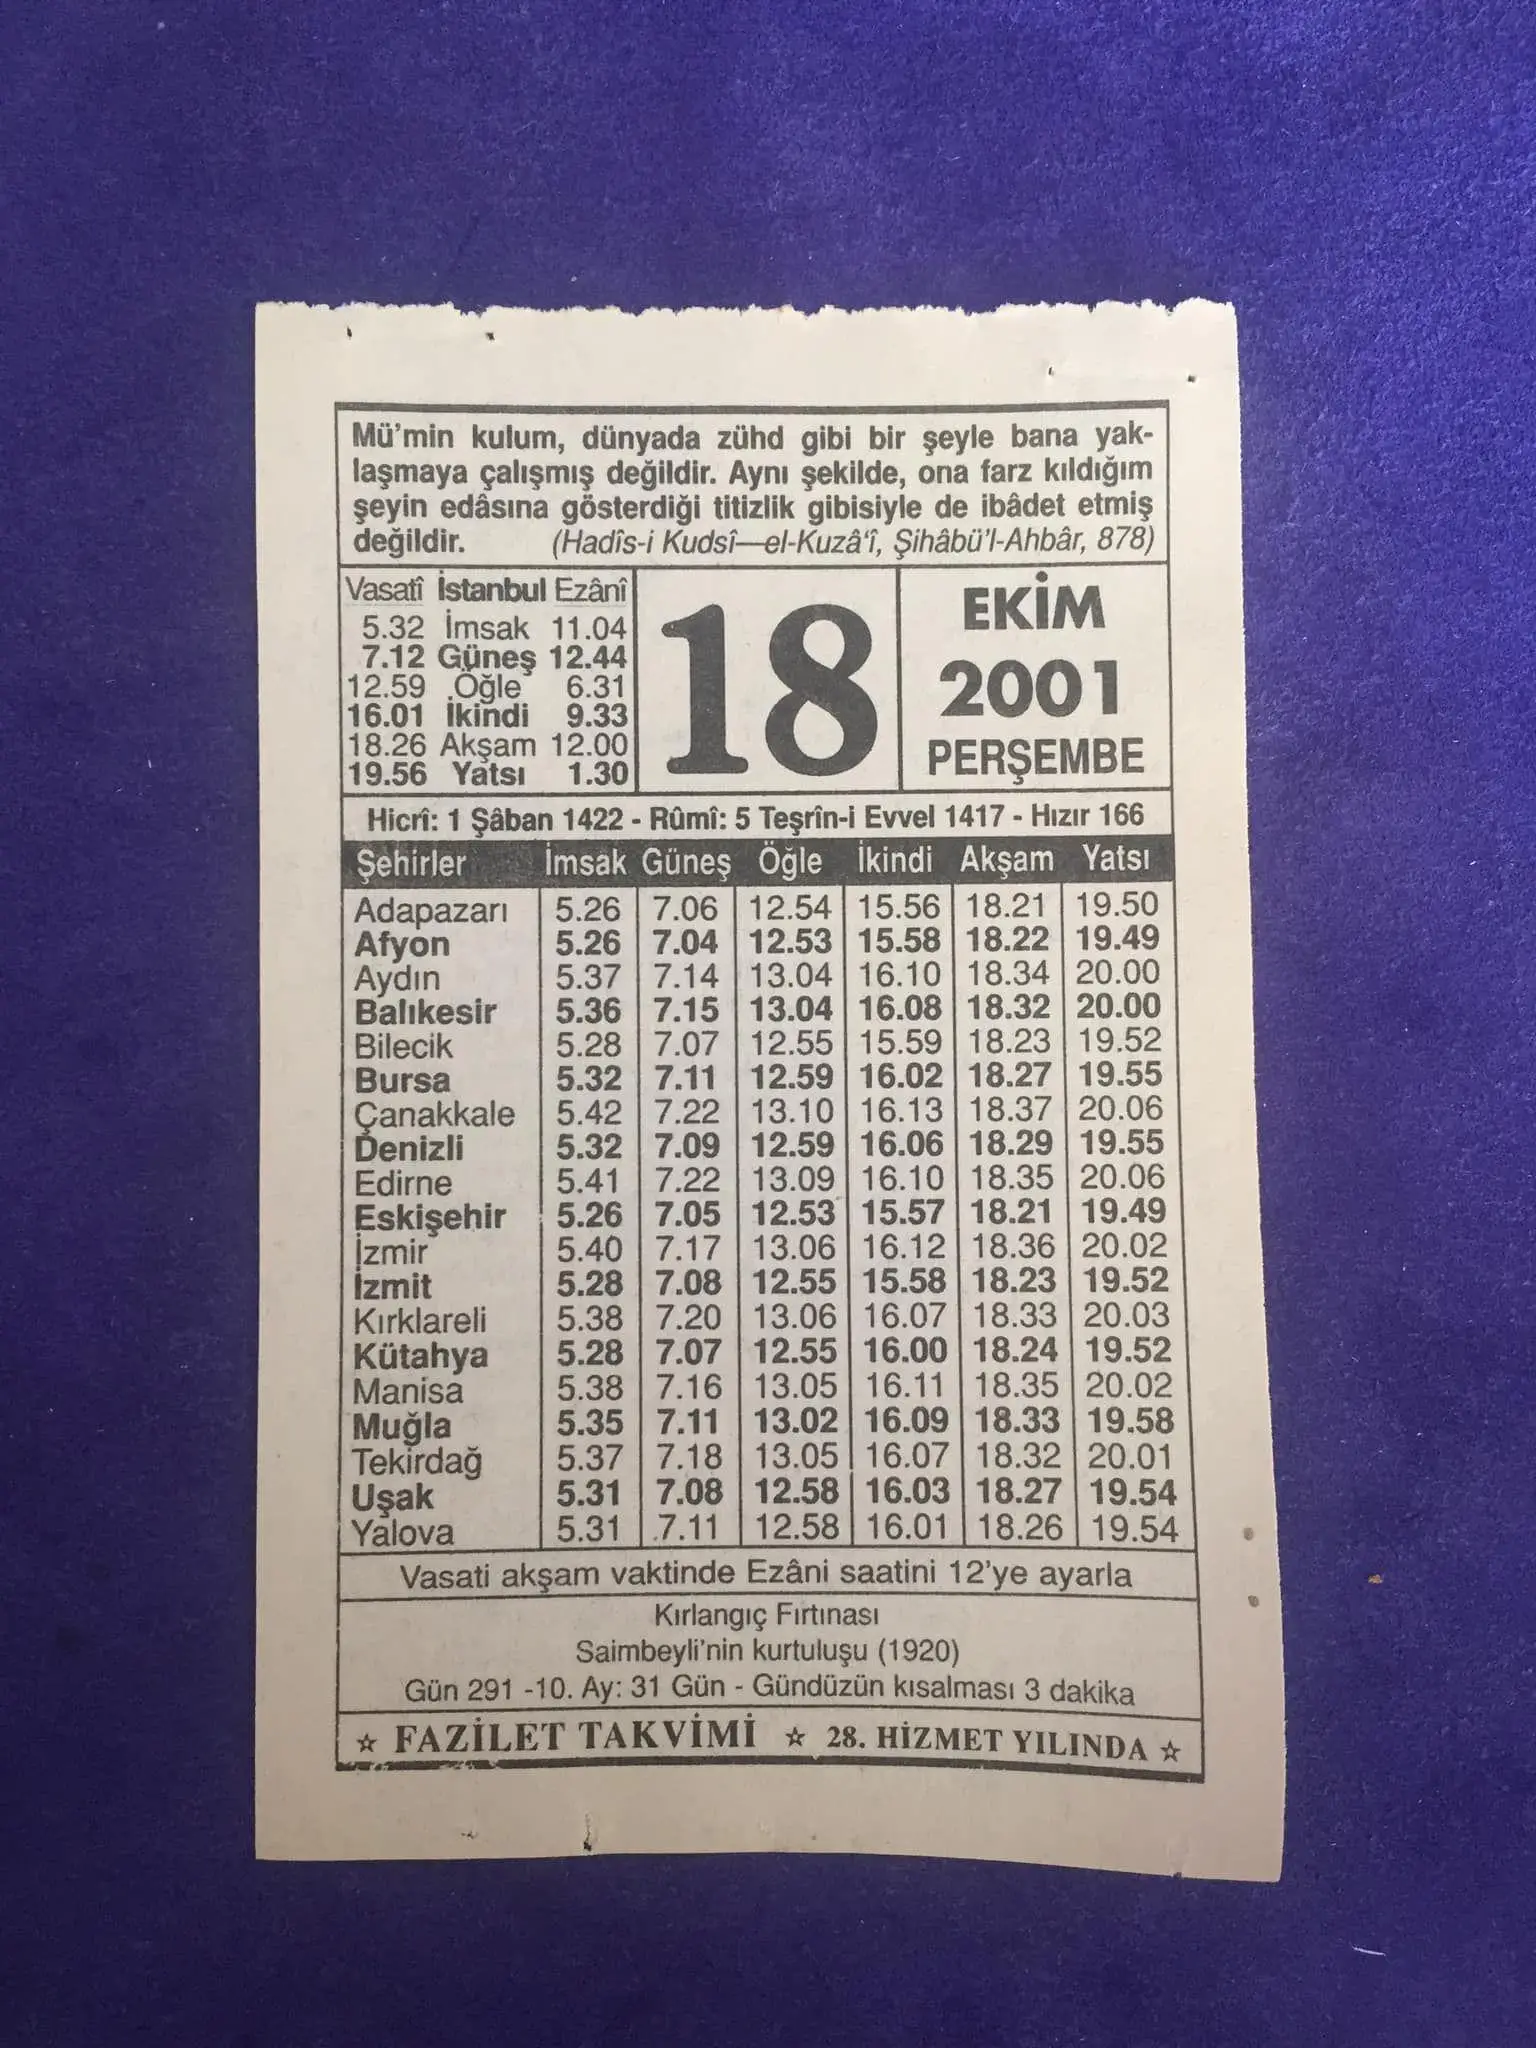 Mü'min kulum, dünyada zühd gibi bir şeyle bana yak-
laşmaya çalışmış değildir. Aynı şekilde, ona farz kıldığım
şeyin edâsına gösterdiği titizlik gibisiyle de ibâdet etmiş
değildir. (Hadîs-i Kudsî—el-Kuzâ'î, Şihâbü'l-Ahbâr, 878)
Vasatî İstanbul Ezânî
5.32 İmsak 11.04
7.12 Güneş 12.44
12.59 Öğle 6.31
16.01 İkindi 9.33
18.26 Akşam 12.00
19.56 Yatsı 1.30
18
EKİM
2001
PERŞEMBE
Hicrî: 1 Şâban 1422 - Rûmî: 5 Teşrîn-i Evvel 1417 - Hızır 166
Şehirler İmsak Güneş Öğle İkindi Akşam Yatsı
Adapazarı 5.26 7.06 12.54 15.56 18.21 19.50
Afyon 5.26 7.04 12.53 15.58 18.22 19.49
Aydın 5.37 7.14 13.04 16.10 18.34 20.00
Balıkesir 5.36 7.15 13.04 16.08 18.32 20.00
Bilecik 5.28 7.07 12.55 15.59 18.23 19.52
Bursa 5.32 7.11 12.59 16.02 18.27 19.55
Çanakkale 5.42 7.22 13.10 16.13 18.37 20.06
Denizli 5.32 7.09 12.59 16.06 18.29 19.55
Edirne 5.41 7.22 13.09 16.10 18.35 20.06
Eskişehir 5.26 7.05 12.53 15.57 18.21 19.49
İzmir 5.40 7.17 13.06 16.12 18.36 20.02
İzmit 5.28 7.08 12.55 15.58 18.23 19.52
Kırklareli 5.38 7.20 13.06 16.07 18.33 20.03
Kütahya 5.28 7.07 12.55 16.00 18.24 19.52
Manisa 5.38 7.16 13.05 16.11 18.35 20.02
Muğla 5.35 7.11 13.02 16.09 18.33 19.58
Tekirdağ 5.37 7.18 13.05 16.07 18.32 20.01
Uşak 5.31 7.08 12.58 16.03 18.27 19.54
Yalova 5.31 7.11 12.58 16.01 18.26 19.54
Vasati akşam vaktinde Ezâni saatini 12'ye ayarla
Kırlangıç Fırtınası
Saimbeyli'nin kurtuluşu (1920)
Gün 291 -10. Ay: 31 Gün - Gündüzün kısalması 3 dakika
☆ FAZİLET TAKVİMİ ☆ 28. HİZMET YILINDA ☆